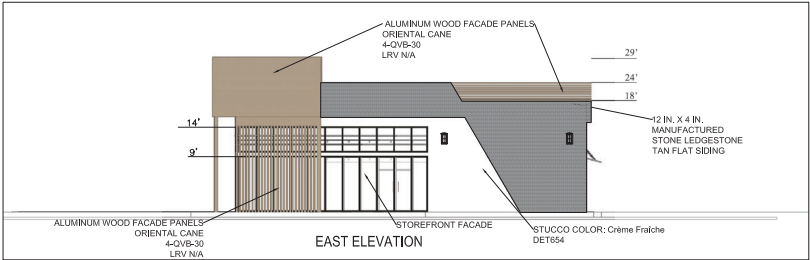 ALUMINUM WOOD FACADE PANELS
ORIENTAL CANE
4-QVB-30
LRV N/A
29'
24'
18'
12 IN. X 4 IN.
MANUFACTURED
STONE LEDGESTONE
TAN FLAT SIDING
14'
9'
ALUMINUM WOOD FACADE PANELS
ORIENTAL CANE
4-QVB-30
LRV N/A
STOREFRONT FACADE
EAST ELEVATION
STUCCO COLOR: Crème Fraîche
DET654